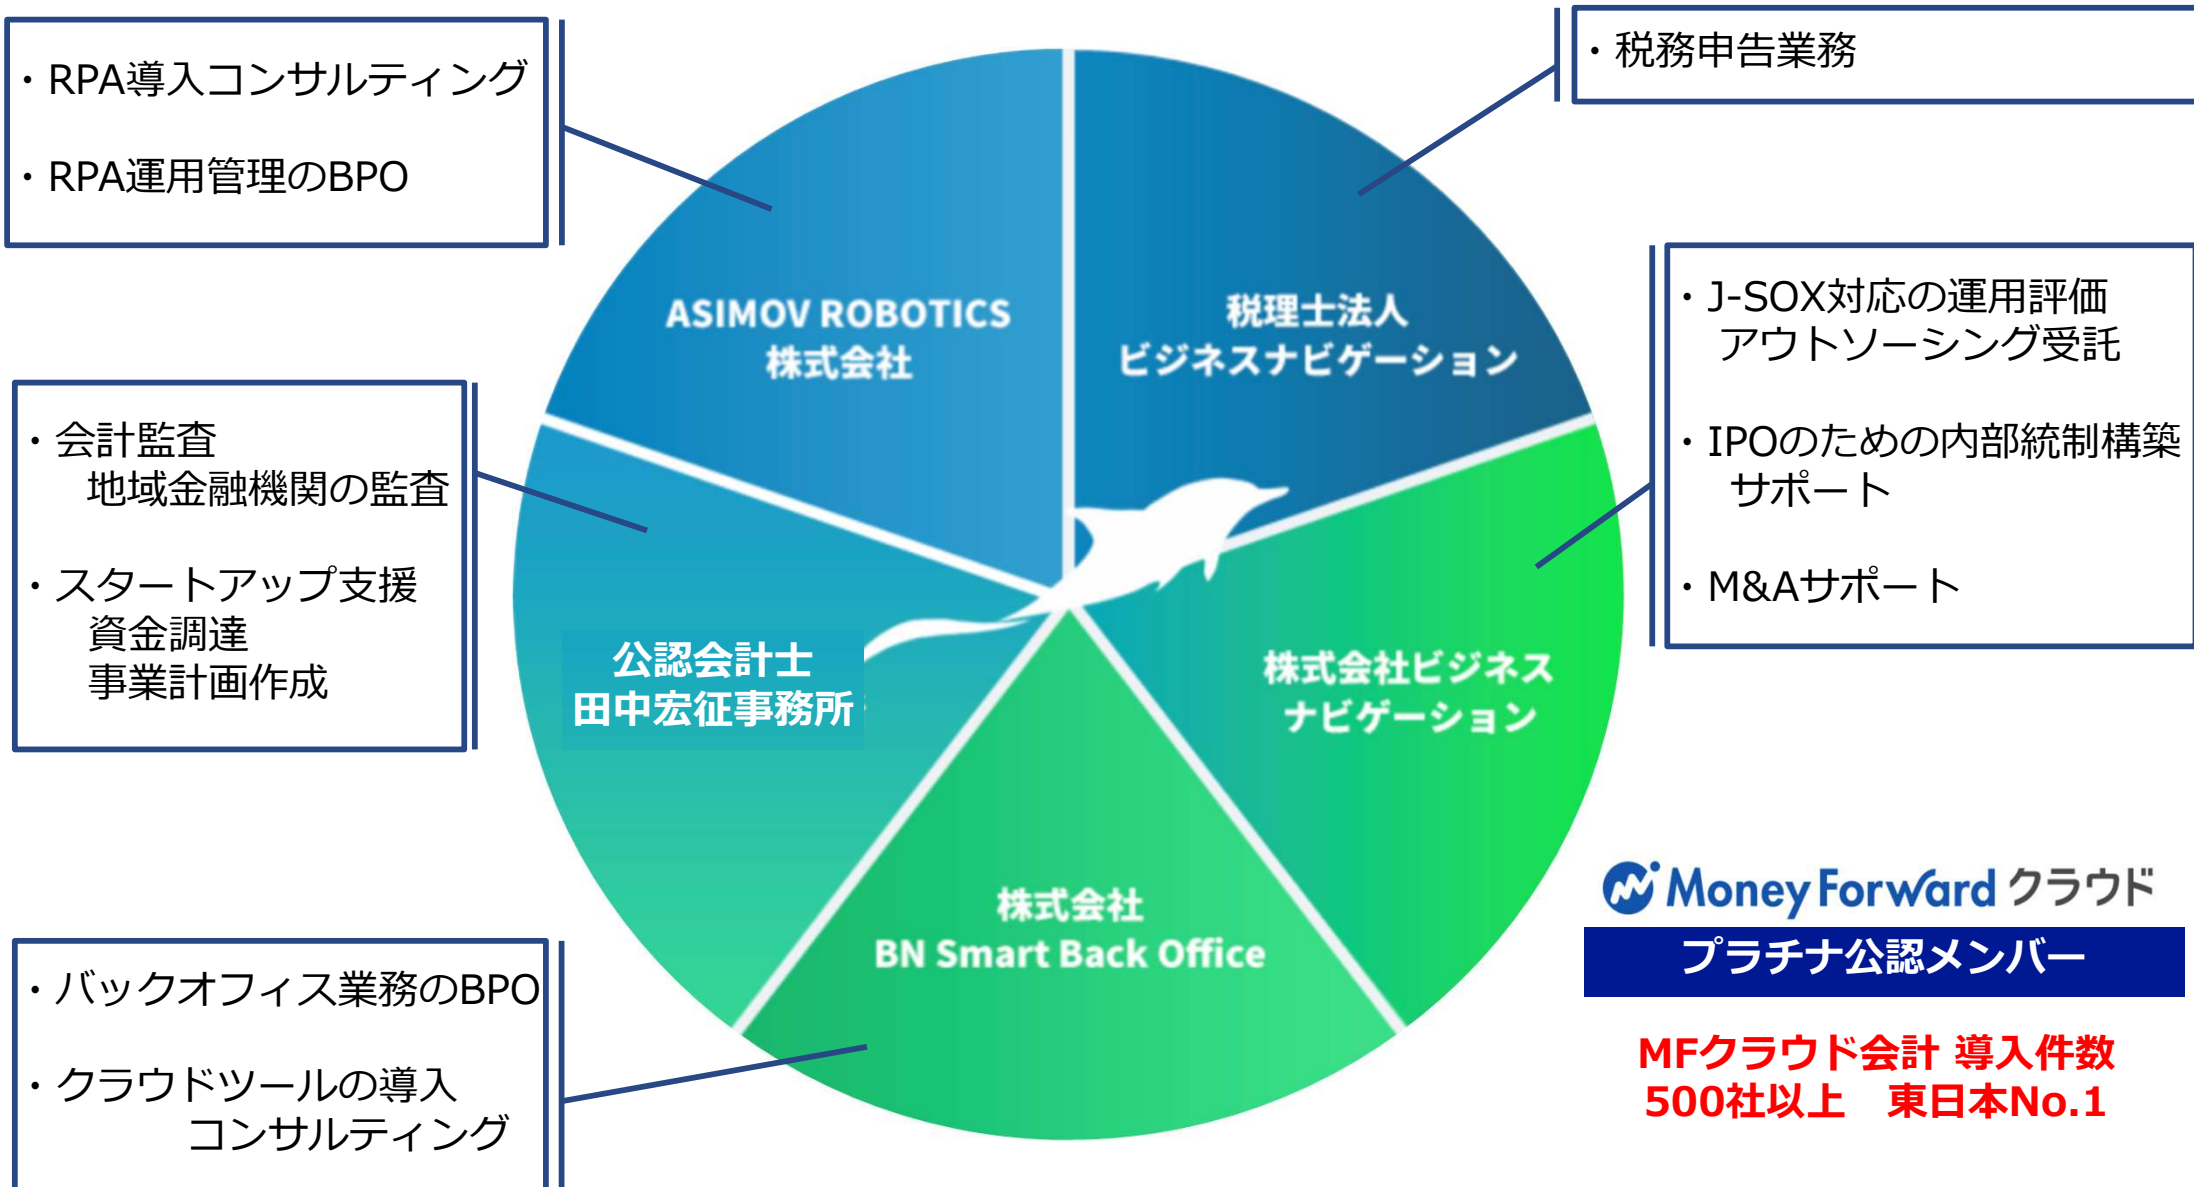 ・RPA導入コンサルティング
・RPA運用管理のBPO
・税務申告業務
ASIMOV ROBOTICS
株式会社
税理士法人
ビジネスナビゲーション
・J-SOX対応の運用評価
アウトソーシング受託
・IPOのための内部統制構築
サポート
・M&Aサポート
・会計監査
地域金融機関の監査
・スタートアップ支援
資金調達
事業計画作成
公認会計士
田中宏征事務所
株式会社ビジネス
ナビゲーション
株式会社
BN Smart Back Office
・バックオフィス業務のBPO
・クラウドツールの導入
コンサルティング
Money Forward クラウド
プラチナ公認メンバー
MFクラウド会計 導入件数
500社以上　東日本No.1